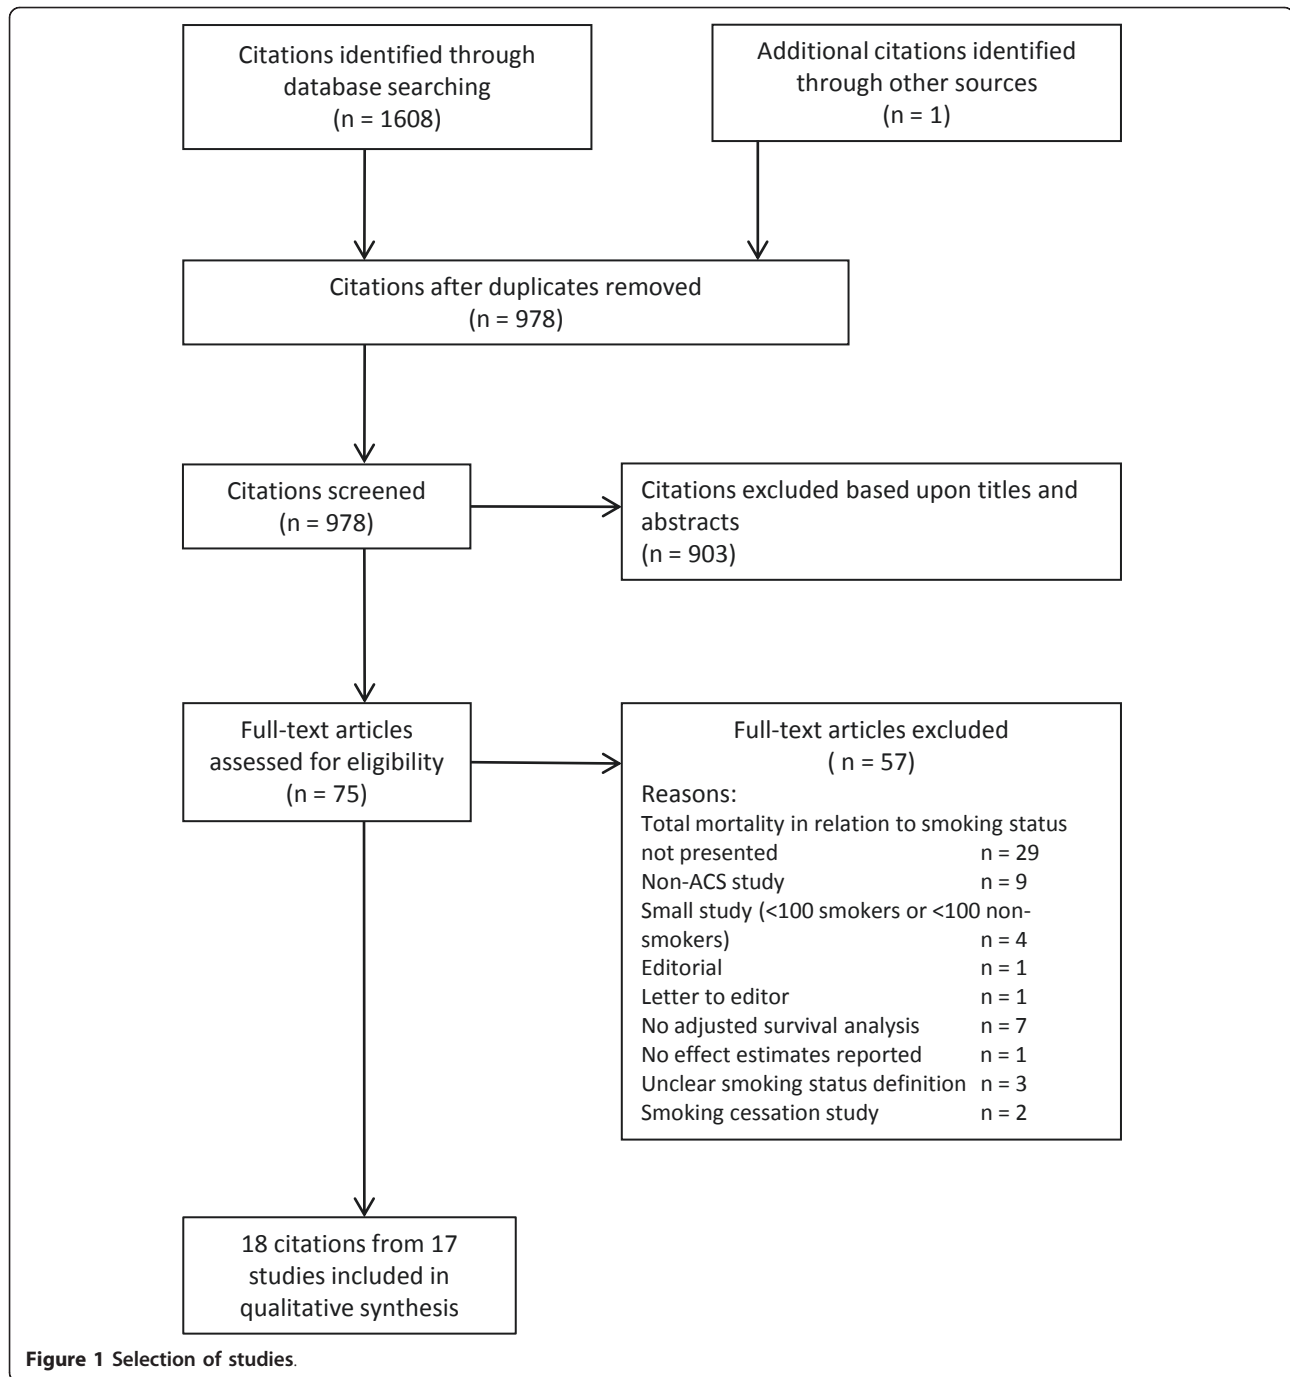 Citations identified through
database searching
(n = 1608)
Additional citations identified
through other sources
(n = 1)
Citations after duplicates removed
(n = 978)
Citations screened
(n = 978)
Citations excluded based upon titles and
abstracts
(n = 903)
Full-text articles
assessed for eligibility
(n = 75)
Full-text articles excluded
( n = 57)
Reasons:
Total mortality in relation to smoking status
not presented n = 29
Non-ACS study n = 9
Small study (<100 smokers or <100 non-
smokers) n = 4
Editorial n = 1
Letter to editor n = 1
No adjusted survival analysis n = 7
No effect estimates reported n = 1
Unclear smoking status definition n = 3
Smoking cessation study n = 2
18 citations from 17
studies included in
qualitative synthesis
Figure 1 Selection of studies.